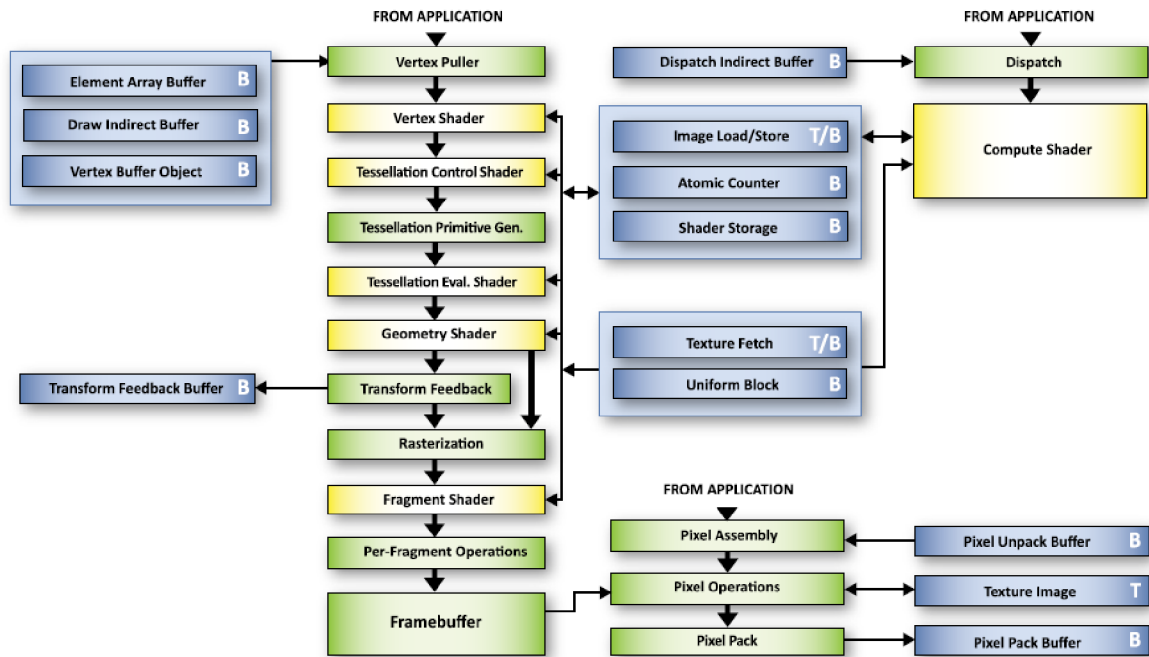 FROM APPLICATION
FROM APPLICATION
Vertex Puller
Element Array Buffer B
Draw Indirect Buffer B
Vertex Buffer Object B
Vertex Shader
Tessellation Control Shader
Tessellation Primitive Gen.
Tessellation Eval. Shader
Geometry Shader
Transform Feedback
Transform Feedback Buffer B
Rasterization
Fragment Shader
Per-Fragment Operations
Framebuffer
Dispatch Indirect Buffer B
Dispatch
Image Load/Store T/B
Atomic Counter B
Shader Storage B
Compute Shader
Texture Fetch T/B
Uniform Block B
FROM APPLICATION
Pixel Assembly
Pixel Unpack Buffer B
Pixel Operations
Texture Image T
Pixel Pack
Pixel Pack Buffer B